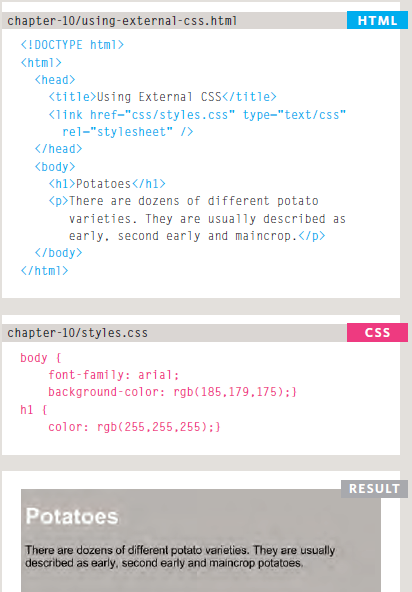 chapter-10/using-external-css.html HTML
<!DOCTYPE html>
<html>
<head>
<title>Using External CSS</title>
<link href="css/styles.css" type="text/css"
rel="stylesheet" />
</head>
<body>
<h1>Potatoes</h1>
<p>There are dozens of different potato
varieties. They are usually described as
early, second early and maincrop.</p>
</body>
</html>
chapter-10/styles.css CSS
body {
font-family: arial;
background-color: rgb(185,179,175);}
h1 {
color: rgb(255,255,255);}
RESULT
Potatoes
There are dozens of different potato varieties. They are usually
described as early, second early and maincrop potatoes.